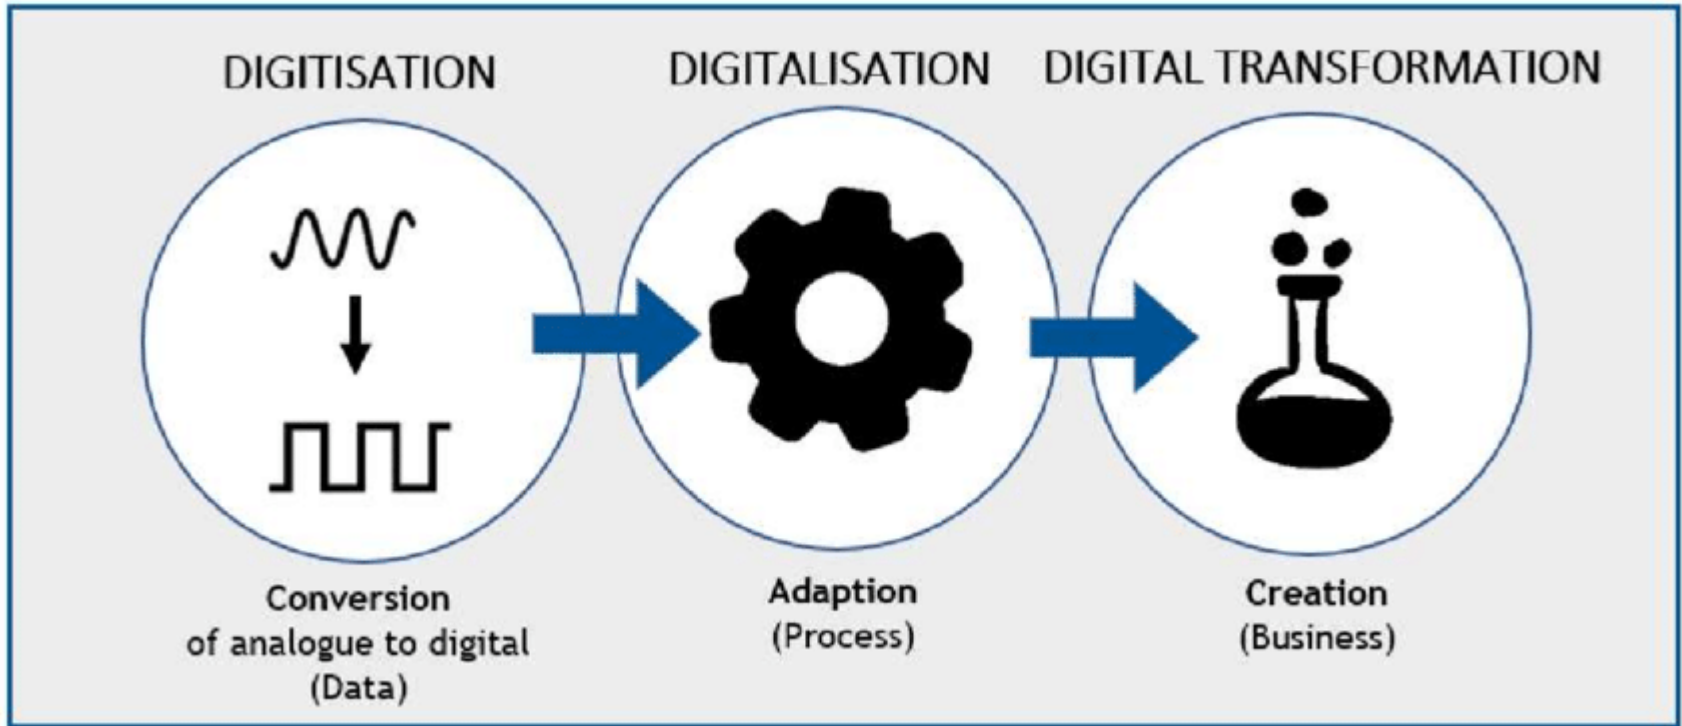 DIGITISATION
DIGITALISATION
DIGITAL TRANSFORMATION
Conversion
of analogue to digital
(Data)
Adaption
(Process)
Creation
(Business)